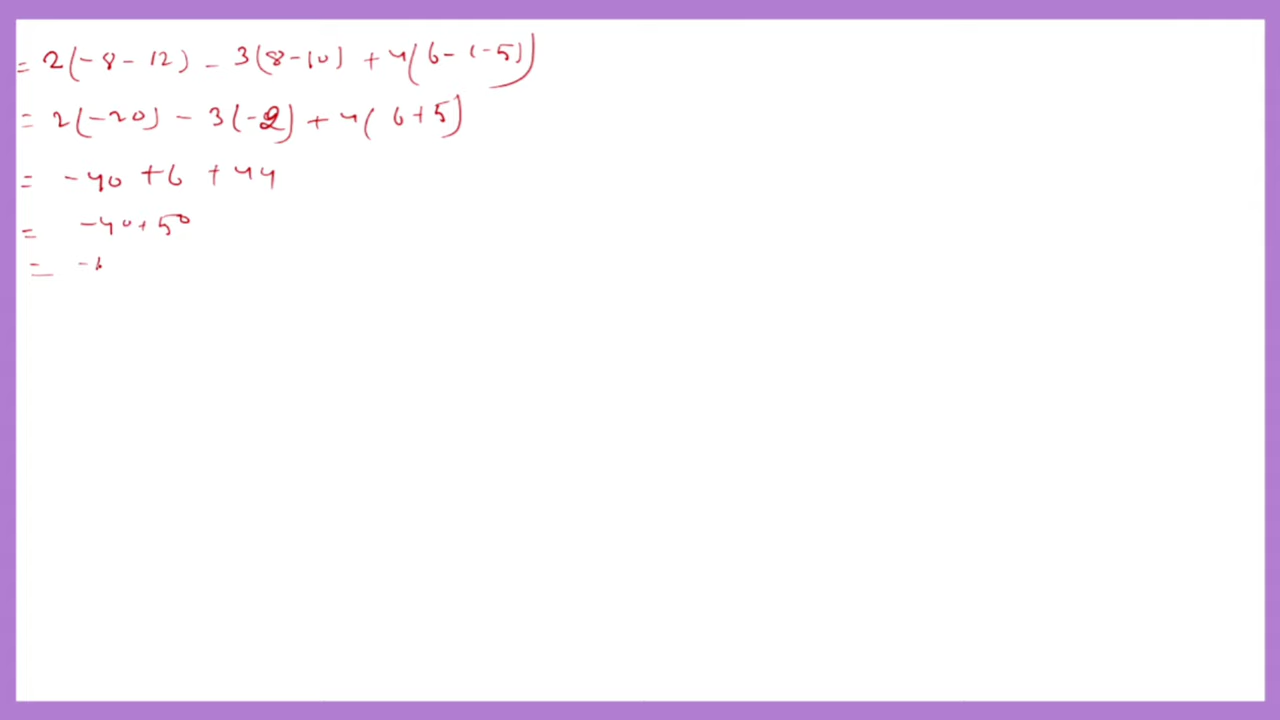 = 2(-8-12) - 3(8-10) + 4(6-(-5))
= 2(-20) - 3(-2) + 4(6+5)
= -40 +6 +44
= -40+50
= -1